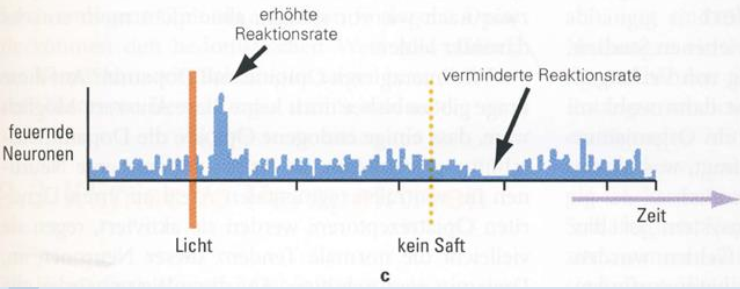 erhöhte
Reaktionsrate
verminderte Reaktionsrate
feuernde
Neuronen
Zeit
Licht
kein Saft
c